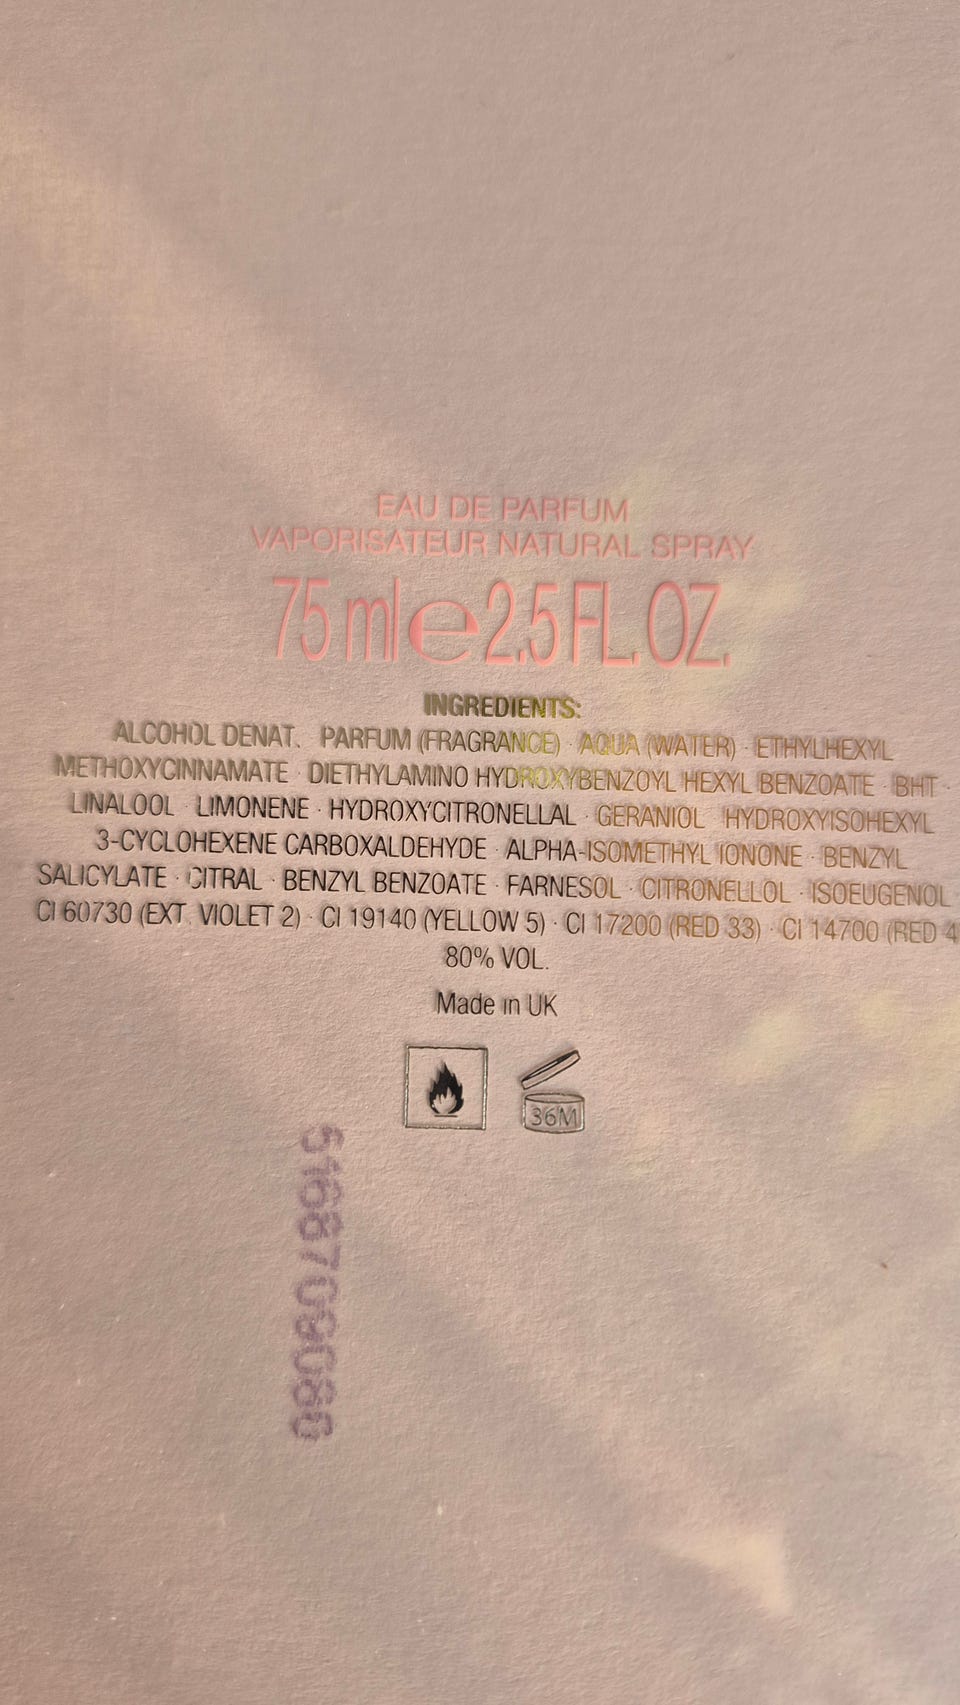 EAU DE PARFUM
VAPORISATEUR NATURAL SPRAY
75 ml e 2.5 FL. OZ.
INGREDIENTS:
ALCOHOL DENAT. PARFUM (FRAGRANCE) · AQUA (WATER) · ETHYLHEXYL
METHOXYCINNAMATE · DIETHYLAMINO HYDROXYBENZOYL HEXYL BENZOATE · BHT ·
LINALOOL · LIMONENE · HYDROXYCITRONELLAL · GERANIOL · HYDROXYISOHEXYL
3-CYCLOHEXENE CARBOXALDEHYDE · ALPHA-ISOMETHYL IONONE · BENZYL
SALICYLATE · CITRAL · BENZYL BENZOATE · FARNESOL · CITRONELLOL · ISOEUGENOL
CI 60730 (EXT. VIOLET 2) · CI 19140 (YELLOW 5) · CI 17200 (RED 33) · CI 14700 (RED 4
80% VOL.
Made in UK
36M